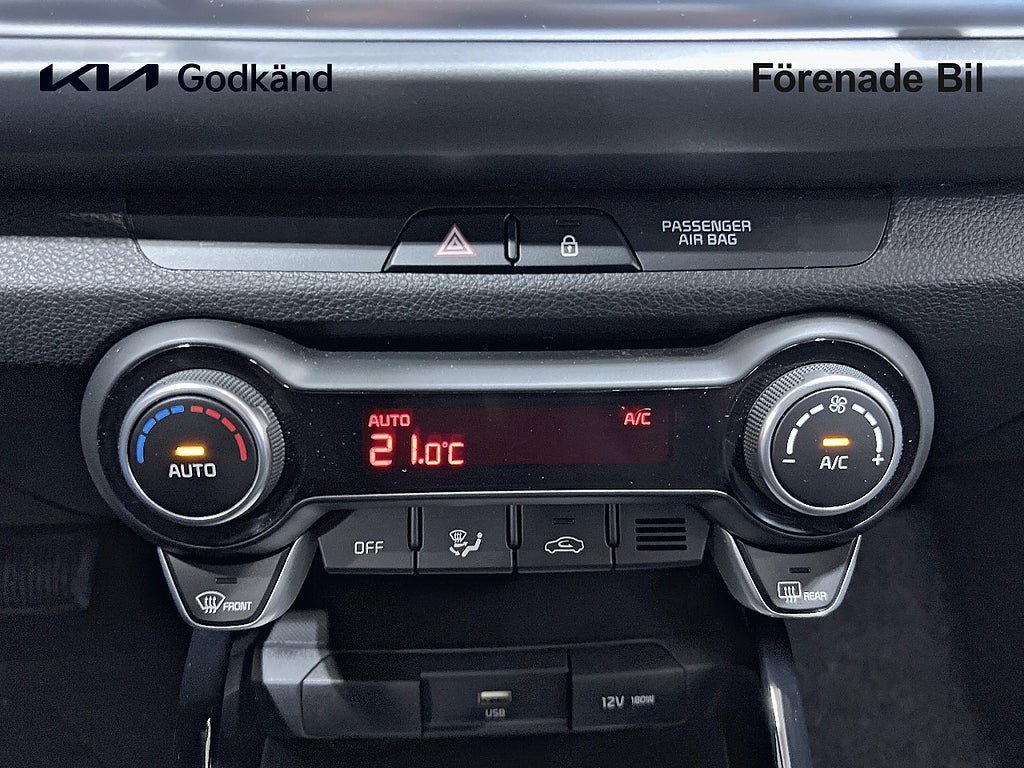 KIA Godkänd
Förenade Bil
PASSENGER
AIR BAG
AUTO
A/C
21.0°C
AUTO
A/C
- +
OFF
FRONT
REAR
USB
12V 180W